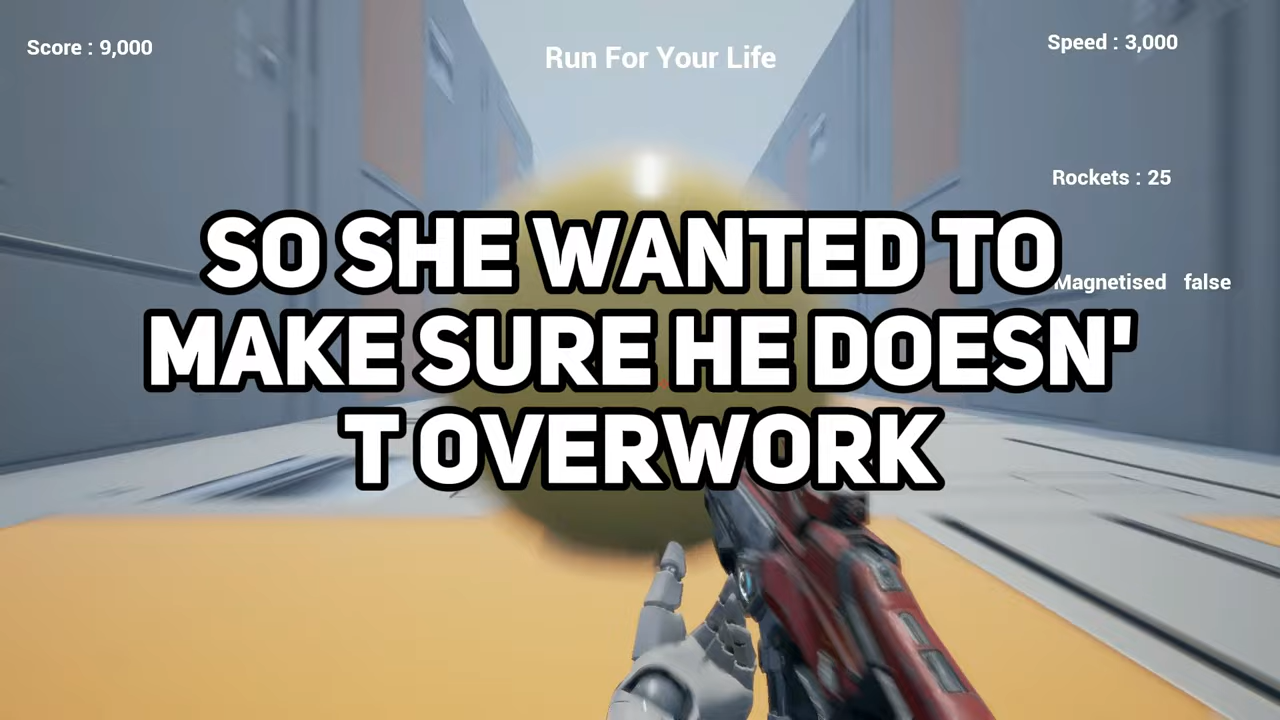 Score : 9,000
Run For Your Life
Speed : 3,000
Rockets : 25
Magnetised false
SO SHE WANTED TO
MAKE SURE HE DOESN'
T OVERWORK